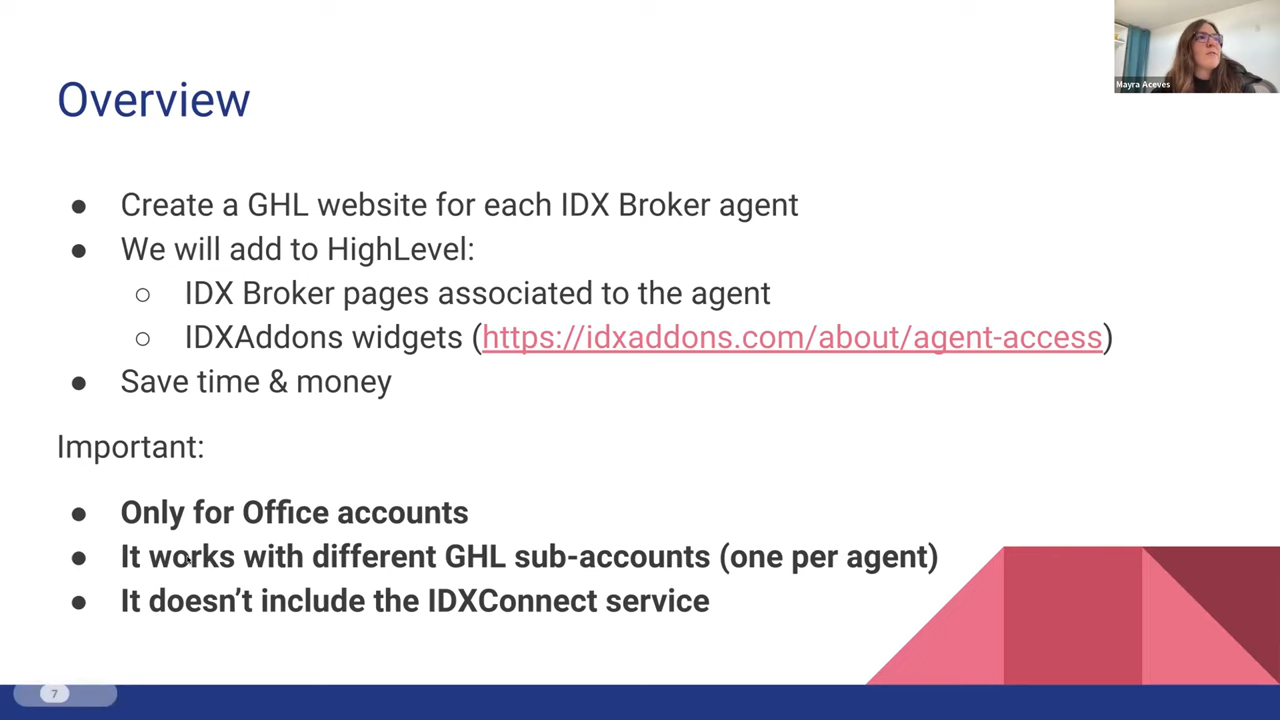 Mayra Aceves
Overview
● Create a GHL website for each IDX Broker agent
● We will add to HighLevel:
○ IDX Broker pages associated to the agent
○ IDXAddons widgets (https://idxaddons.com/about/agent-access)
● Save time & money
Important:
● Only for Office accounts
● It works with different GHL sub-accounts (one per agent)
● It doesn’t include the IDXConnect service
7